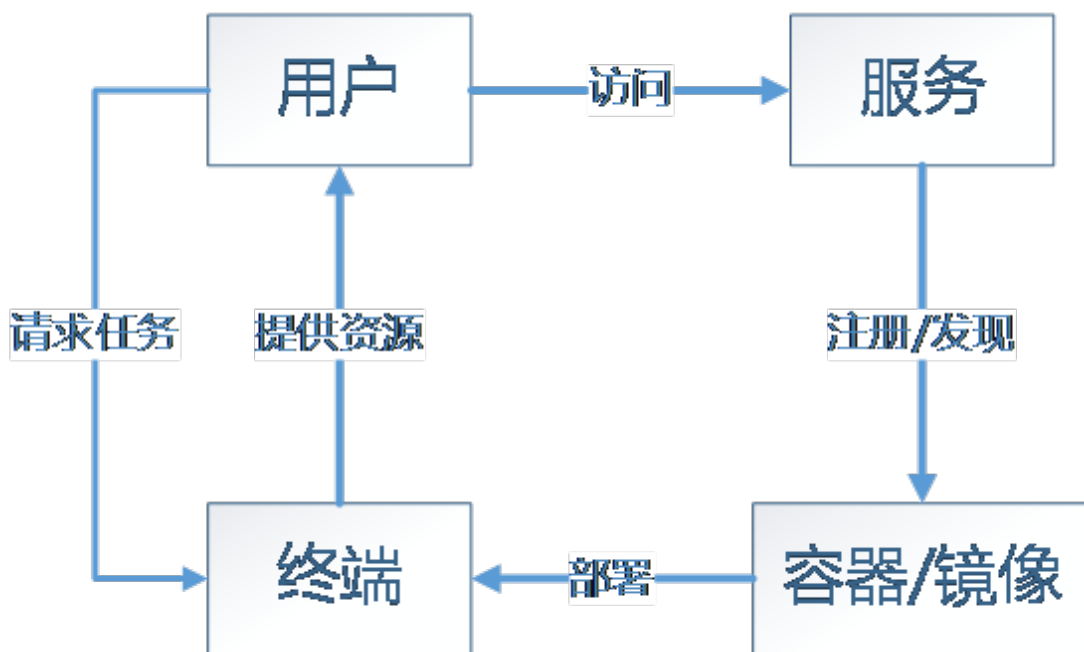 用户
访问
服务
请求任务
提供资源
注册/发现
终端
部署
容器/镜像